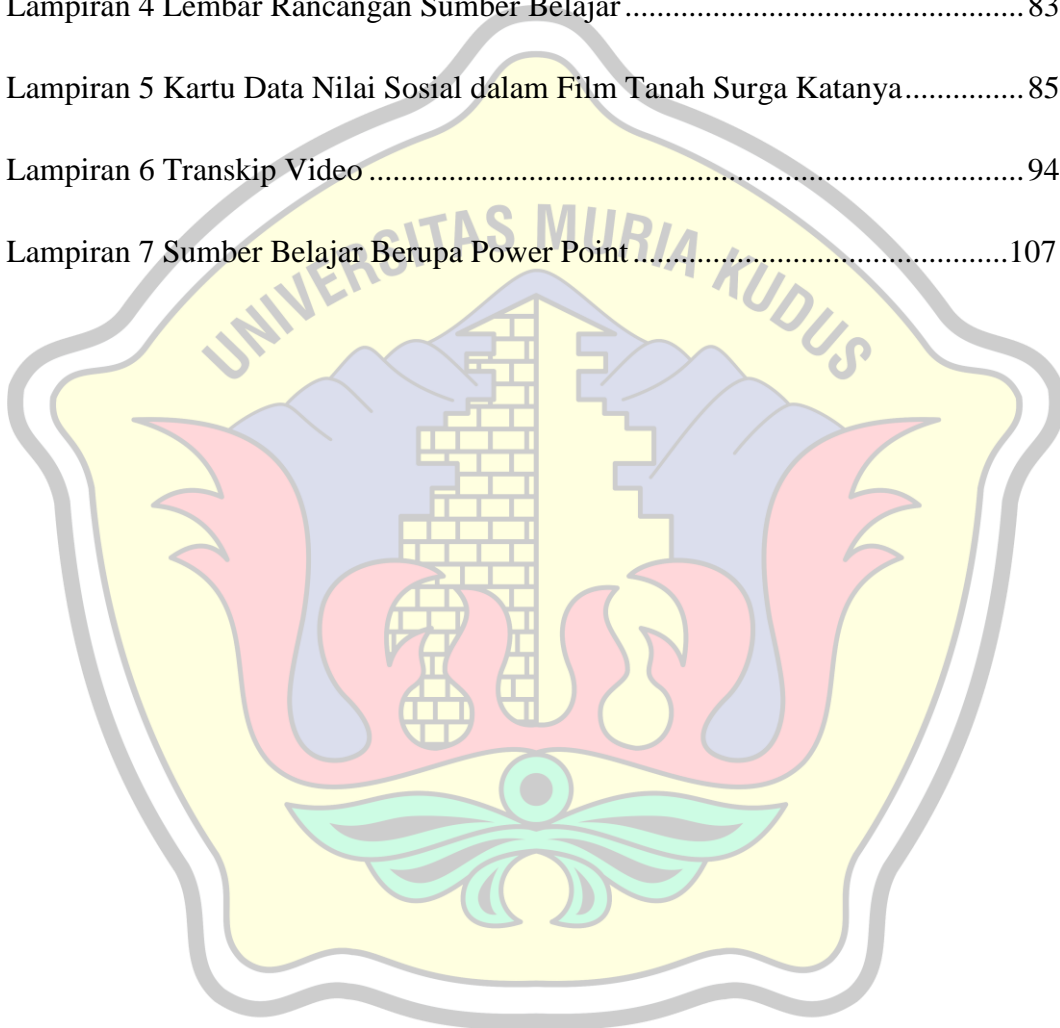 Lampiran 4 Lembar Rancangan Sumber Belajar.................................................. 83
Lampiran 5 Kartu Data Nilai Sosial dalam Film Tanah Surga Katanya............... 85
Lampiran 6 Transkip Video.................................................................................. 94
Lampiran 7 Sumber Belajar Berupa Power Point...............................................107
UNIVERSITAS MURIA KUDUS